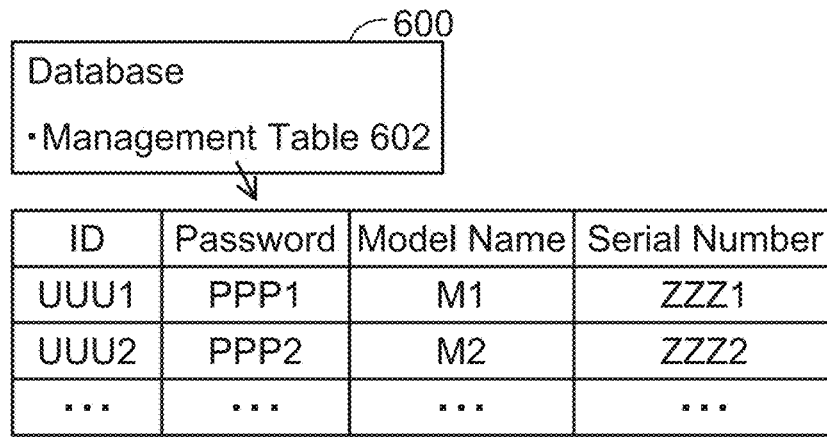 600
Database
・Management Table 602
ID Password Model Name Serial Number
UUU1 PPP1 M1 ZZZ1
UUU2 PPP2 M2 ZZZ2
... ... ... ...